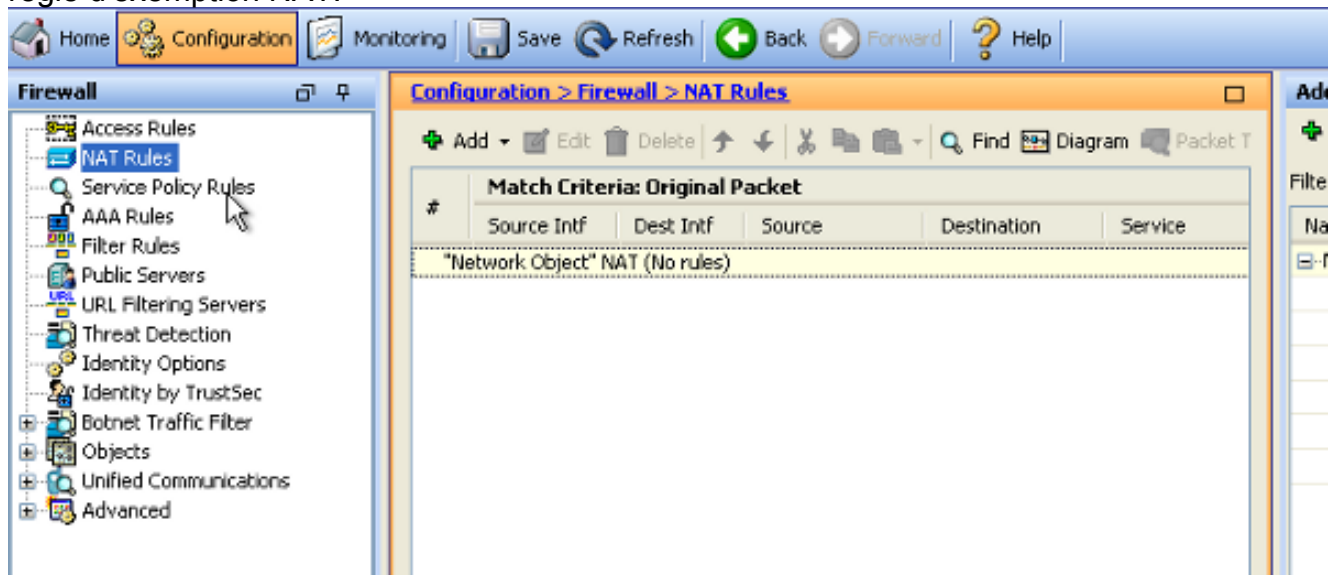 Home Configuration Monitoring Save Refresh Back Forward Help
Firewall
Access Rules
NAT Rules
Service Policy Rules
AAA Rules
Filter Rules
Public Servers
URL Filtering Servers
Threat Detection
Identity Options
Identity by TrustSec
Botnet Traffic Filter
Objects
Unified Communications
Advanced
Configuration > Firewall > NAT Rules
Add Edit Delete Find Diagram Packet T
# Match Criteria: Original Packet
Source Intf Dest Intf Source Destination Service
"Network Object" NAT (No rules)
Filte
Na